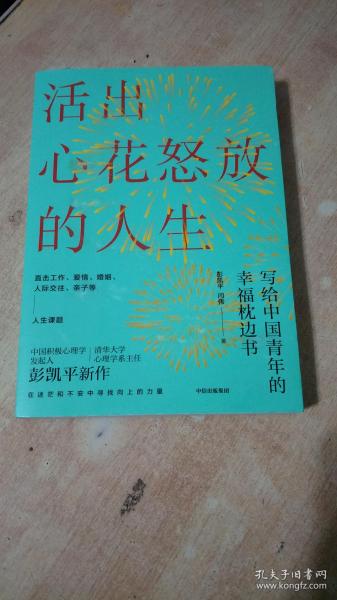 活出
心花怒放
的人生
直击工作、爱情、婚姻、
人际交往、亲子等
人生课题
彭凯平 闫伟 著
写给中国青年的
幸福枕边书
中国积极心理学
发起人
清华大学
心理学系主任
彭凯平新作
在迷茫和不安中寻找向上的力量
中信出版集团
孔夫子旧书网